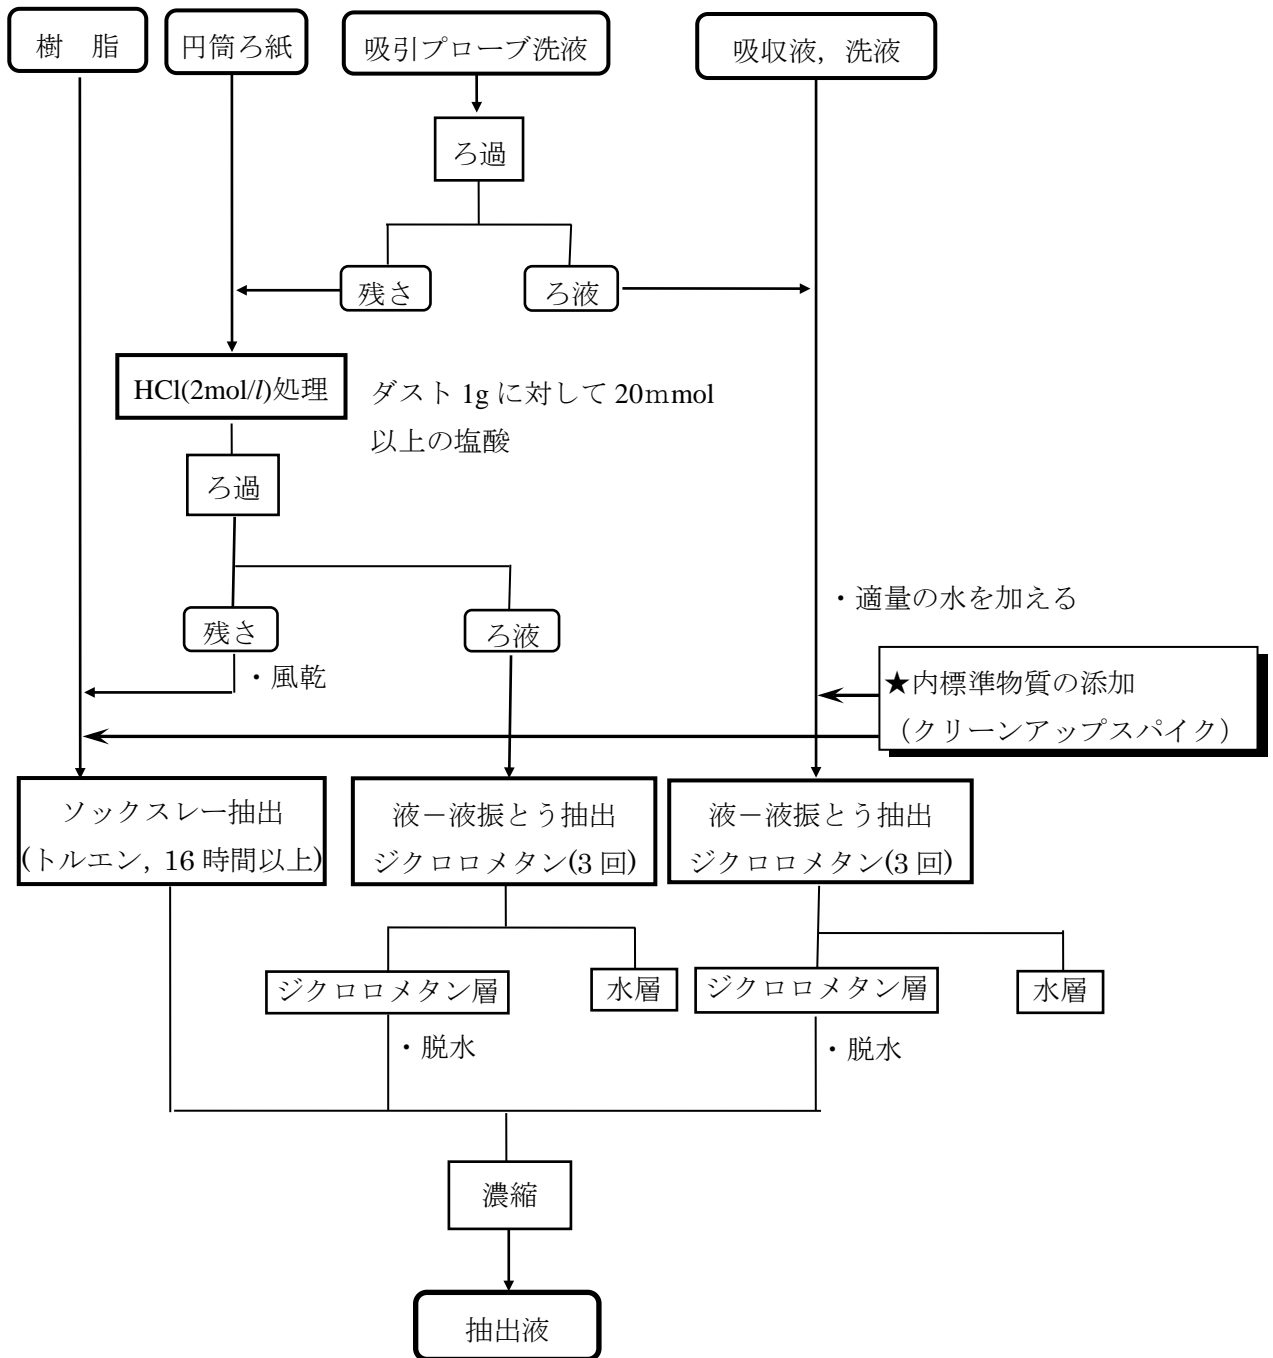 樹　脂
円筒ろ紙
吸引プローブ洗液
吸収液，洗液
ろ過
残さ
ろ液
HCl(2mol/l)処理
ダスト 1g に対して 20mmol
以上の塩酸
ろ過
・適量の水を加える
残さ
ろ液
・風乾
★内標準物質の添加
（クリーンアップスパイク）
ソックスレー抽出
(トルエン，16 時間以上)
液－液振とう抽出
ジクロロメタン(3 回)
液－液振とう抽出
ジクロロメタン(3 回)
ジクロロメタン層
水層
ジクロロメタン層
水層
・脱水
・脱水
濃縮
抽出液